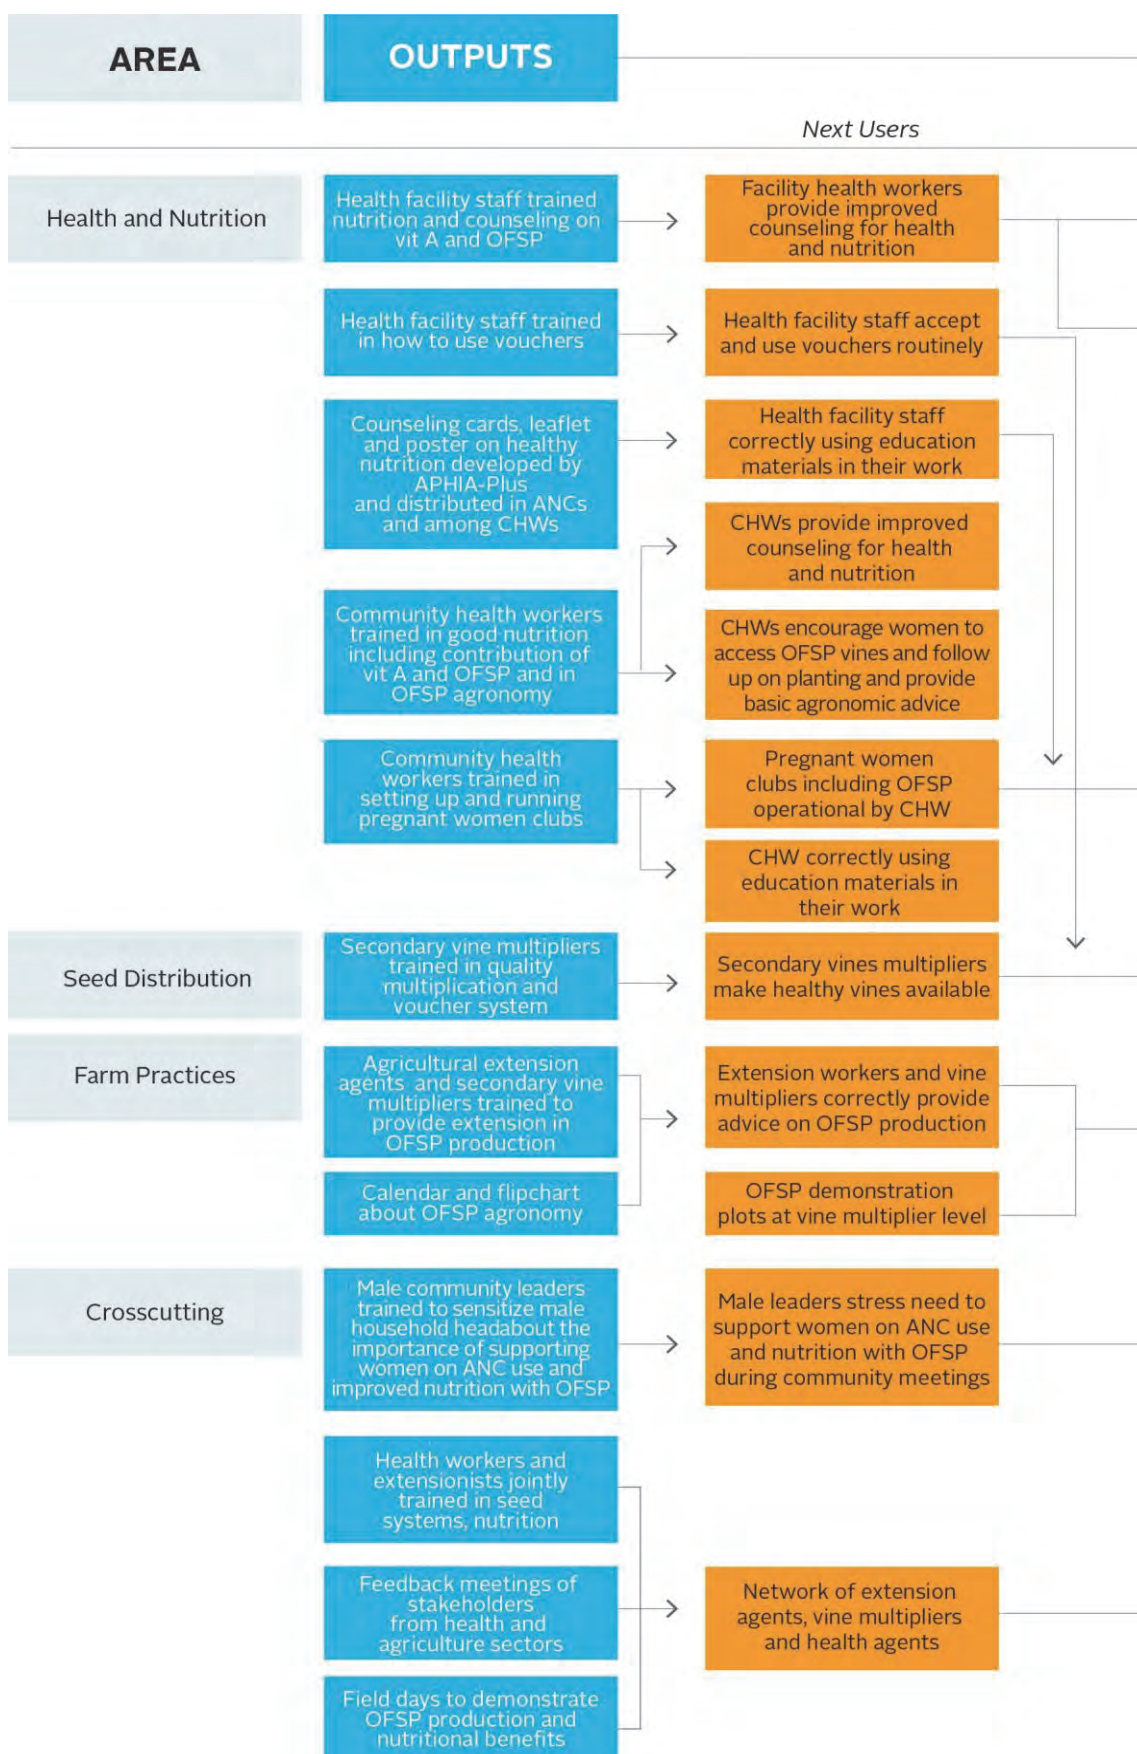 AREA
OUTPUTS
Next Users
Health and Nutrition
Health facility staff trained
nutrition and counseling on
vit A and OFSP
Facility health workers
provide improved
counseling for health
and nutrition
Health facility staff trained
in how to use vouchers
Health facility staff accept
and use vouchers routinely
Counseling cards, leaflet
and poster on healthy
nutrition developed by
APHIA-Plus
and distributed in ANCs
and among CHWs
Health facility staff
correctly using education
materials in their work
CHWs provide improved
counseling for health
and nutrition
Community health workers
trained in good nutrition
including contribution of
vit A and OFSP and in
OFSP agronomy
CHWs encourage women to
access OFSP vines and follow
up on planting and provide
basic agronomic advice
Community health
workers trained in
setting up and running
pregnant women clubs
Pregnant women
clubs including OFSP
operational by CHW
CHW correctly using
education materials in
their work
Seed Distribution
Secondary vine multipliers
trained in quality
multiplication and
voucher system
Secondary vines multipliers
make healthy vines available
Farm Practices
Agricultural extension
agents and secondary vine
multipliers trained to
provide extension in
OFSP production
Extension workers and vine
multipliers correctly provide
advice on OFSP production
Calendar and flipchart
about OFSP agronomy
OFSP demonstration
plots at vine multiplier level
Crosscutting
Male community leaders
trained to sensitize male
household headabout the
importance of supporting
women on ANC use and
improved nutrition with OFSP
Male leaders stress need to
support women on ANC use
and nutrition with OFSP
during community meetings
Health workers and
extensionists jointly
trained in seed
systems, nutrition
Feedback meetings of
stakeholders
from health and
agriculture sectors
Network of extension
agents, vine multipliers
and health agents
Field days to demonstrate
OFSP production and
nutritional benefits